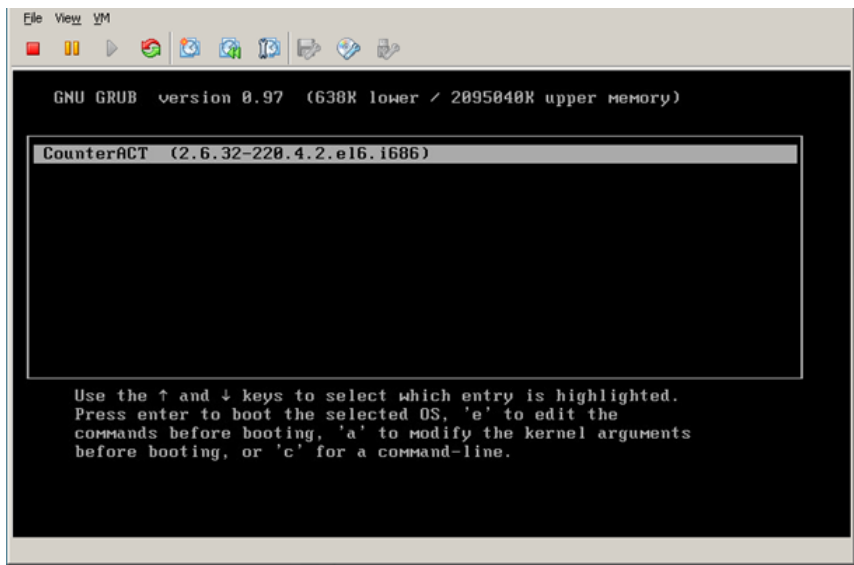 File View VM
GNU GRUB version 0.97 (638K lower / 2095040K upper memory)
CounterACT (2.6.32-220.4.2.el6.i686)
Use the ↑ and ↓ keys to select which entry is highlighted.
Press enter to boot the selected OS, 'e' to edit the
commands before booting, 'a' to modify the kernel arguments
before booting, or 'c' for a command-line.